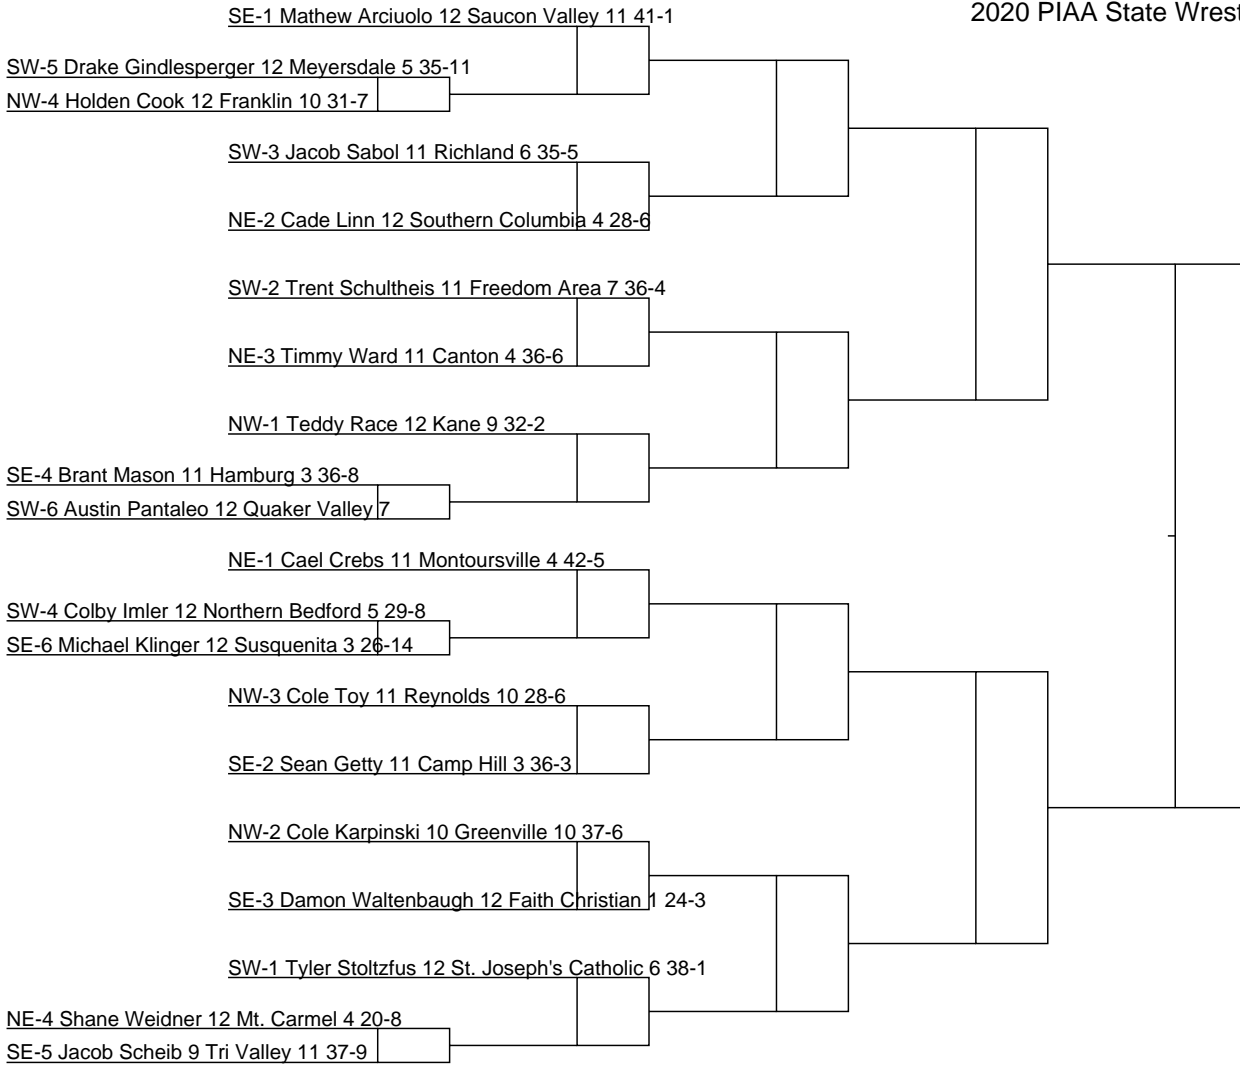 SE-1 Mathew Arciuolo 12 Saucon Valley 11 41-1
2020 PIAA State Wrest
SW-5 Drake Gindlesperger 12 Meyersdale 5 35-11
NW-4 Holden Cook 12 Franklin 10 31-7
SW-3 Jacob Sabol 11 Richland 6 35-5
NE-2 Cade Linn 12 Southern Columbia 4 28-6
SW-2 Trent Schultheis 11 Freedom Area 7 36-4
NE-3 Timmy Ward 11 Canton 4 36-6
NW-1 Teddy Race 12 Kane 9 32-2
SE-4 Brant Mason 11 Hamburg 3 36-8
SW-6 Austin Pantaleo 12 Quaker Valley 7
NE-1 Cael Crebs 11 Montoursville 4 42-5
SW-4 Colby Imler 12 Northern Bedford 5 29-8
SE-6 Michael Klinger 12 Susquenita 3 26-14
NW-3 Cole Toy 11 Reynolds 10 28-6
SE-2 Sean Getty 11 Camp Hill 3 36-3
NW-2 Cole Karpinski 10 Greenville 10 37-6
SE-3 Damon Waltenbaugh 12 Faith Christian 1 24-3
SW-1 Tyler Stoltzfus 12 St. Joseph's Catholic 6 38-1
NE-4 Shane Weidner 12 Mt. Carmel 4 20-8
SE-5 Jacob Scheib 9 Tri Valley 11 37-9